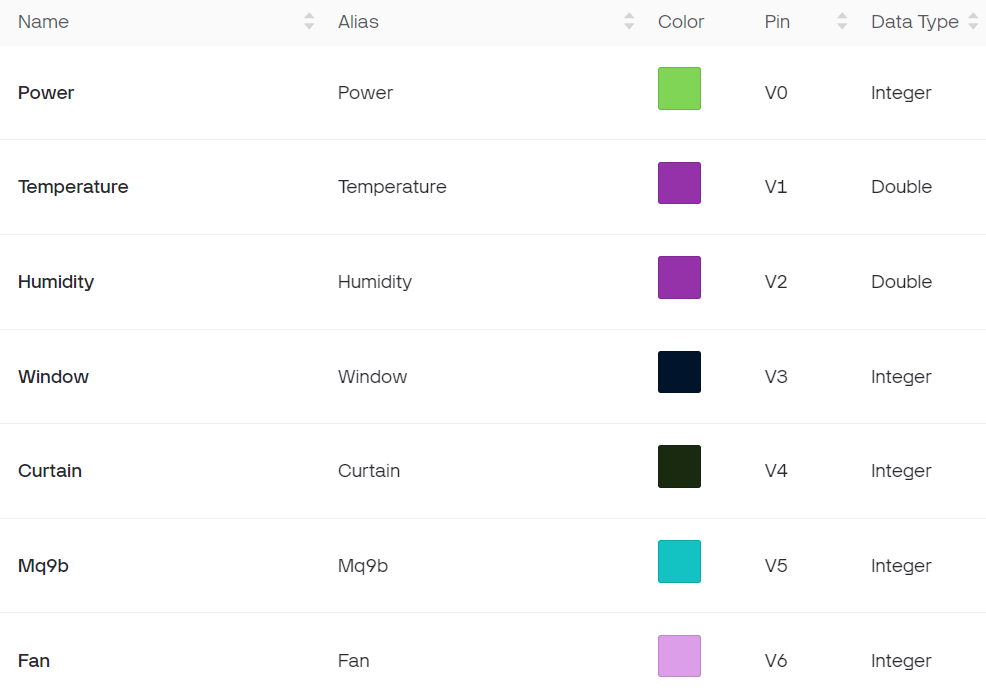 Name Alias Color Pin Data Type
Power Power V0 Integer
Temperature Temperature V1 Double
Humidity Humidity V2 Double
Window Window V3 Integer
Curtain Curtain V4 Integer
Mq9b Mq9b V5 Integer
Fan Fan V6 Integer